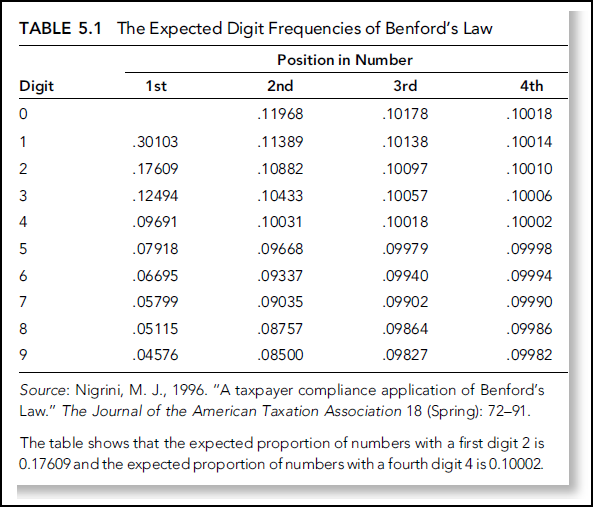 TABLE 5.1 The Expected Digit Frequencies of Benford's Law
Position in Number
Digit 1st 2nd 3rd 4th
0 .11968 .10178 .10018
1 .30103 .11389 .10138 .10014
2 .17609 .10882 .10097 .10010
3 .12494 .10433 .10057 .10006
4 .09691 .10031 .10018 .10002
5 .07918 .09668 .09979 .09998
6 .06695 .09337 .09940 .09994
7 .05799 .09035 .09902 .09990
8 .05115 .08757 .09864 .09986
9 .04576 .08500 .09827 .09982
Source: Nigrini, M. J., 1996. "A taxpayer compliance application of Benford's
Law." The Journal of the American Taxation Association 18 (Spring): 72–91.
The table shows that the expected proportion of numbers with a first digit 2 is
0.17609 and the expected proportion of numbers with a fourth digit 4 is 0.10002.